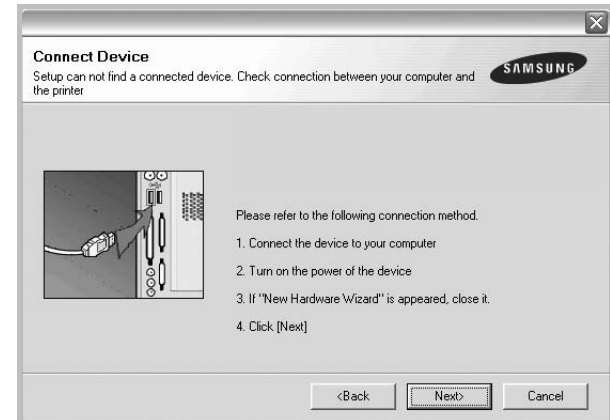 Connect Device
Setup can not find a connected device. Check connection between your computer and
the printer
SAMSUNG
Please refer to the following connection method.
1. Connect the device to your computer
2. Turn on the power of the device
3. If "New Hardware Wizard" is appeared, close it.
4. Click [Next]
<Back
Next>
Cancel